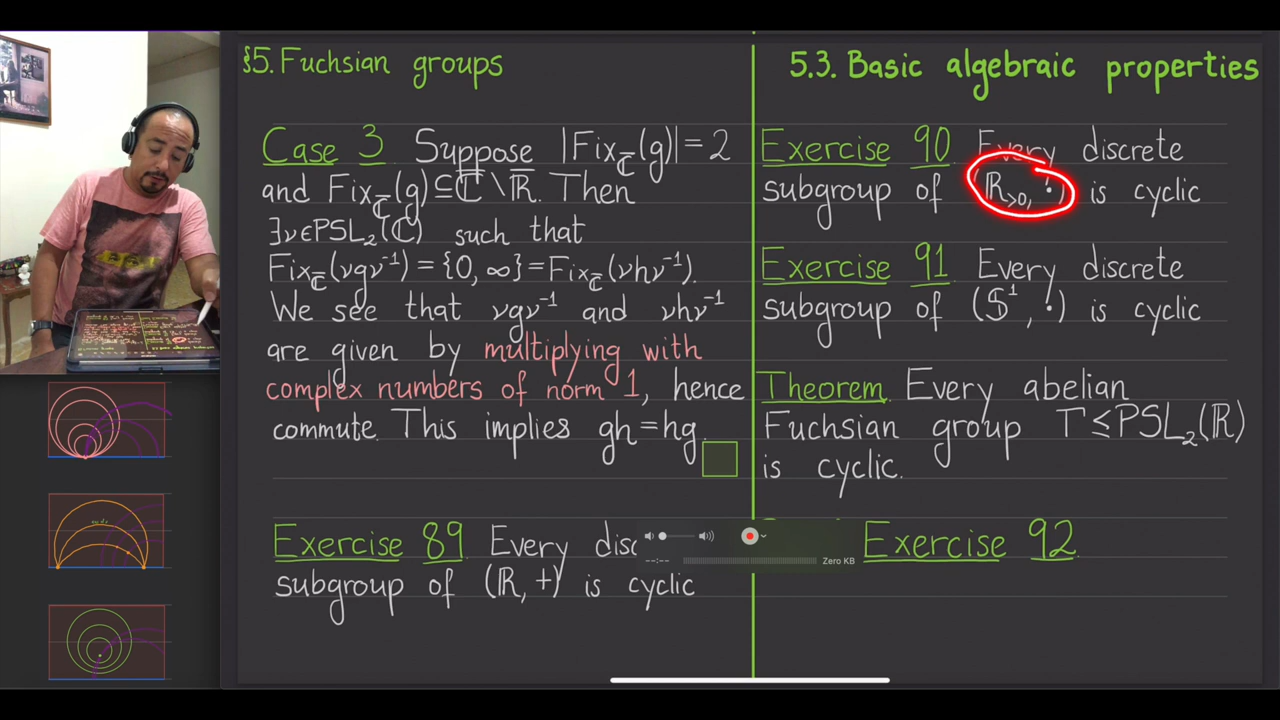 §5. Fuchsian groups
Case 3 Suppose |Fix_C̅(g)| = 2
and Fix_C̅(g) ⊆ ℂ \ ℝ. Then
∃ν∈PSL₂(ℂ) such that
Fix_C̅(νgν⁻¹) = {0, ∞} = Fix_C̅(νhν⁻¹).
We see that νgν⁻¹ and νhν⁻¹
are given by multiplying with
complex numbers of norm 1, hence
commute. This implies gh = hg.
Exercise 89 Every disc
subgroup of (ℝ, +) is cyclic
5.3. Basic algebraic properties
Exercise 90 Every discrete
subgroup of (ℝ>0, ·) is cyclic
Exercise 91 Every discrete
subgroup of (𝕊¹, ·) is cyclic
Theorem. Every abelian
Fuchsian group Γ ≤ PSL₂(ℝ)
is cyclic.
Exercise 92.
--:--
Zero KB